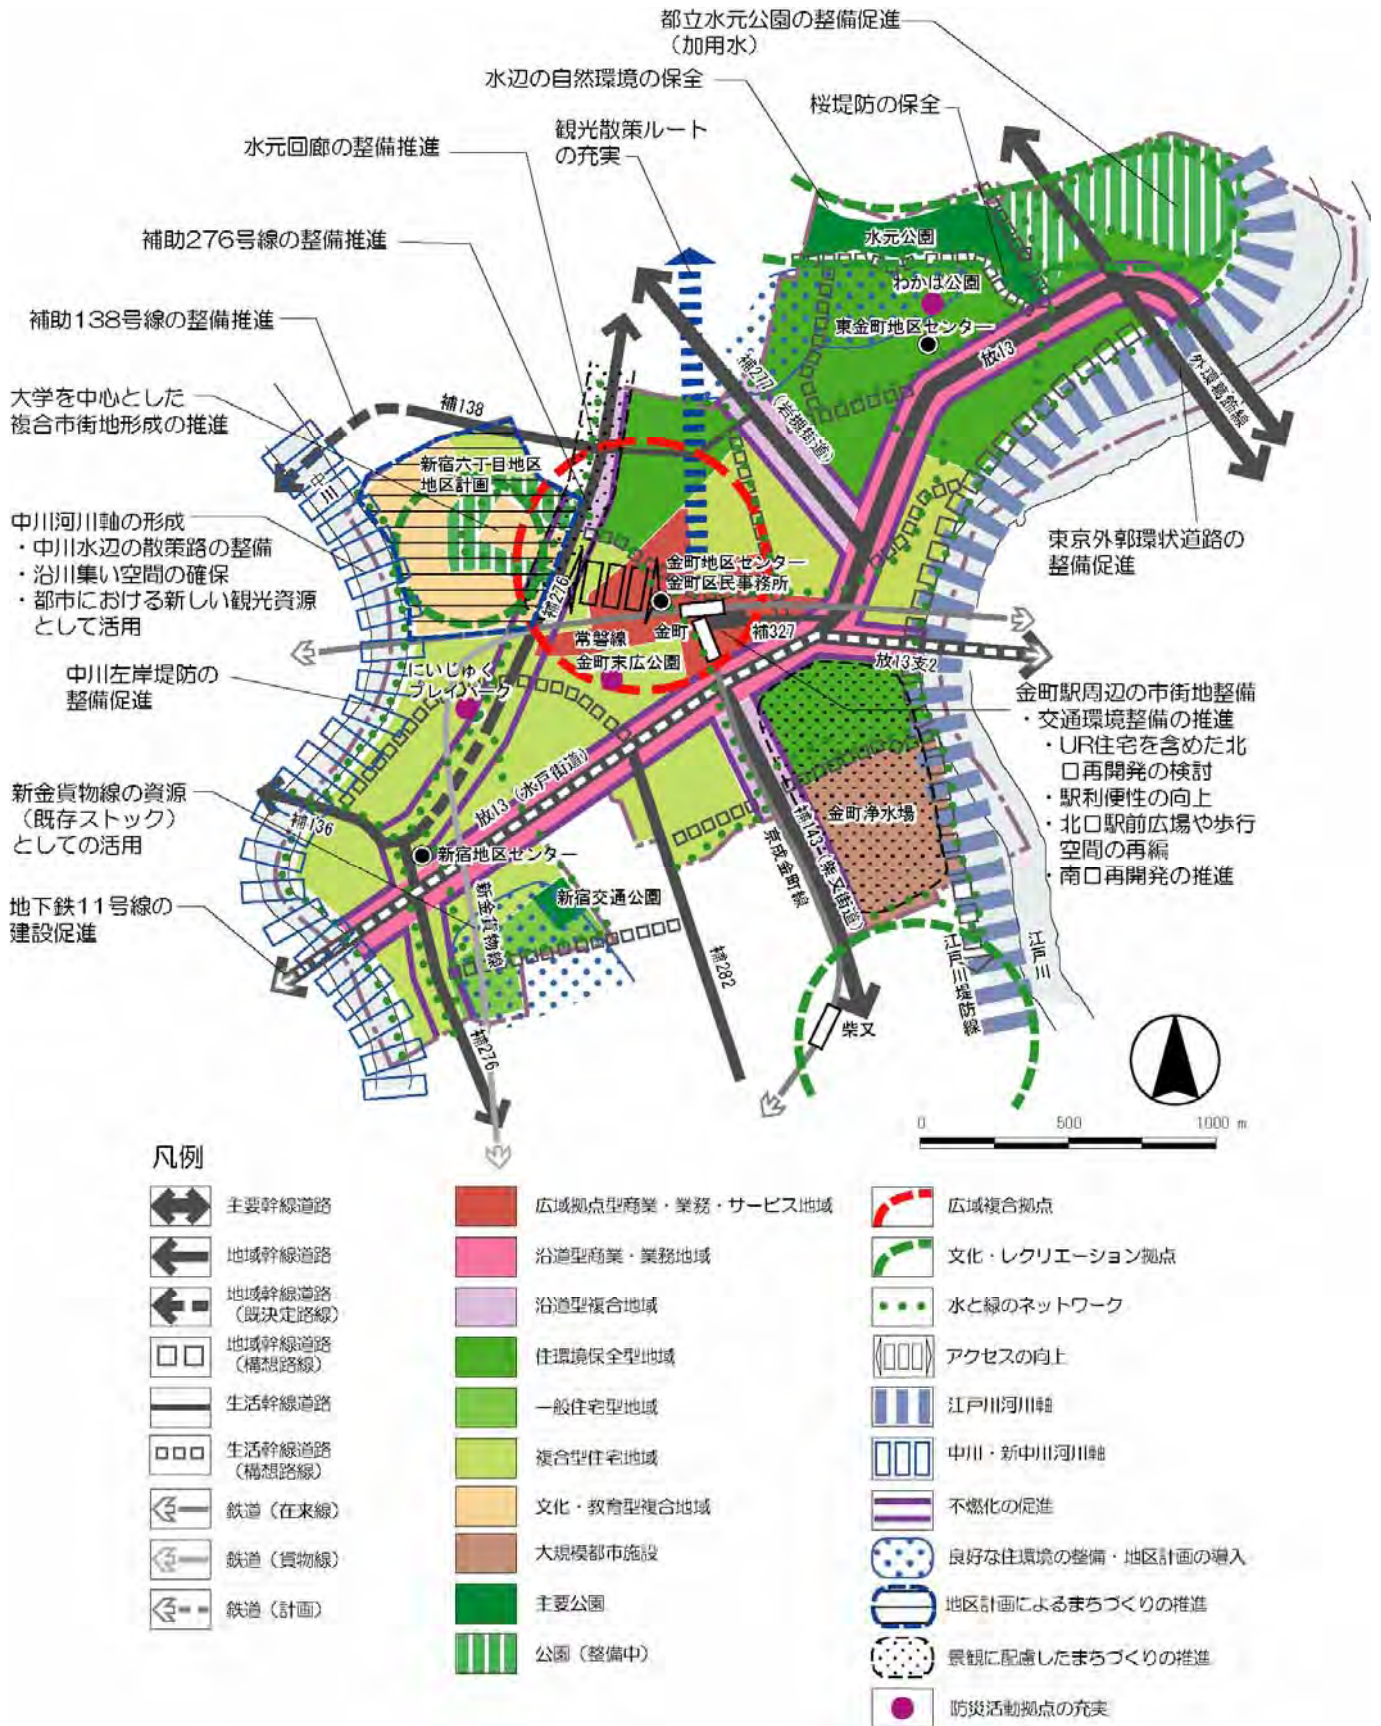 都立水元公園の整備促進
（加用水）
水辺の自然環境の保全
桜堤防の保全
観光散策ルート
の充実
水元回廊の整備推進
補助276号線の整備推進
補助138号線の整備推進
大学を中心とした
複合市街地形成の推進
中川河川軸の形成
・中川水辺の散策路の整備
・沿川集い空間の確保
・都市における新しい観光資源
として活用
中川左岸堤防の
整備促進
新金貨物線の資源
（既存ストック）
としての活用
地下鉄11号線の
建設促進
東京外郭環状道路の
整備促進
金町駅周辺の市街地整備
・交通環境整備の推進
・UR住宅を含めた北
口再開発の検討
・駅利便性の向上
・北口駅前広場や歩行
空間の再編
・南口再開発の推進
水元公園
わかば公園
東金町地区センター
放13
外環葛飾線
補277（岩槻街道）
補138
新宿六丁目地区
地区計画
中川
補276
金町地区センター
金町区民事務所
常磐線
金町
補327
金町末広公園
放13支2
にいじゅく
プレイパーク
放13（水戸街道）
金町浄水場
補143（柴又街道）
京成金町線
補136
新宿地区センター
新金貨物線
新宿交通公園
補282
補276
柴又
江戸川堤防線
江戸川
0 500 1000 m
凡例
主要幹線道路
地域幹線道路
地域幹線道路
（既決定路線）
地域幹線道路
（構想路線）
生活幹線道路
生活幹線道路
（構想路線）
鉄道（在来線）
鉄道（貨物線）
鉄道（計画）
広域拠点型商業・業務・サービス地域
沿道型商業・業務地域
沿道型複合地域
住環境保全型地域
一般住宅型地域
複合型住宅地域
文化・教育型複合地域
大規模都市施設
主要公園
公園（整備中）
広域複合拠点
文化・レクリエーション拠点
水と緑のネットワーク
アクセスの向上
江戸川河川軸
中川・新中川河川軸
不燃化の促進
良好な住環境の整備・地区計画の導入
地区計画によるまちづくりの推進
景観に配慮したまちづくりの推進
防災活動拠点の充実